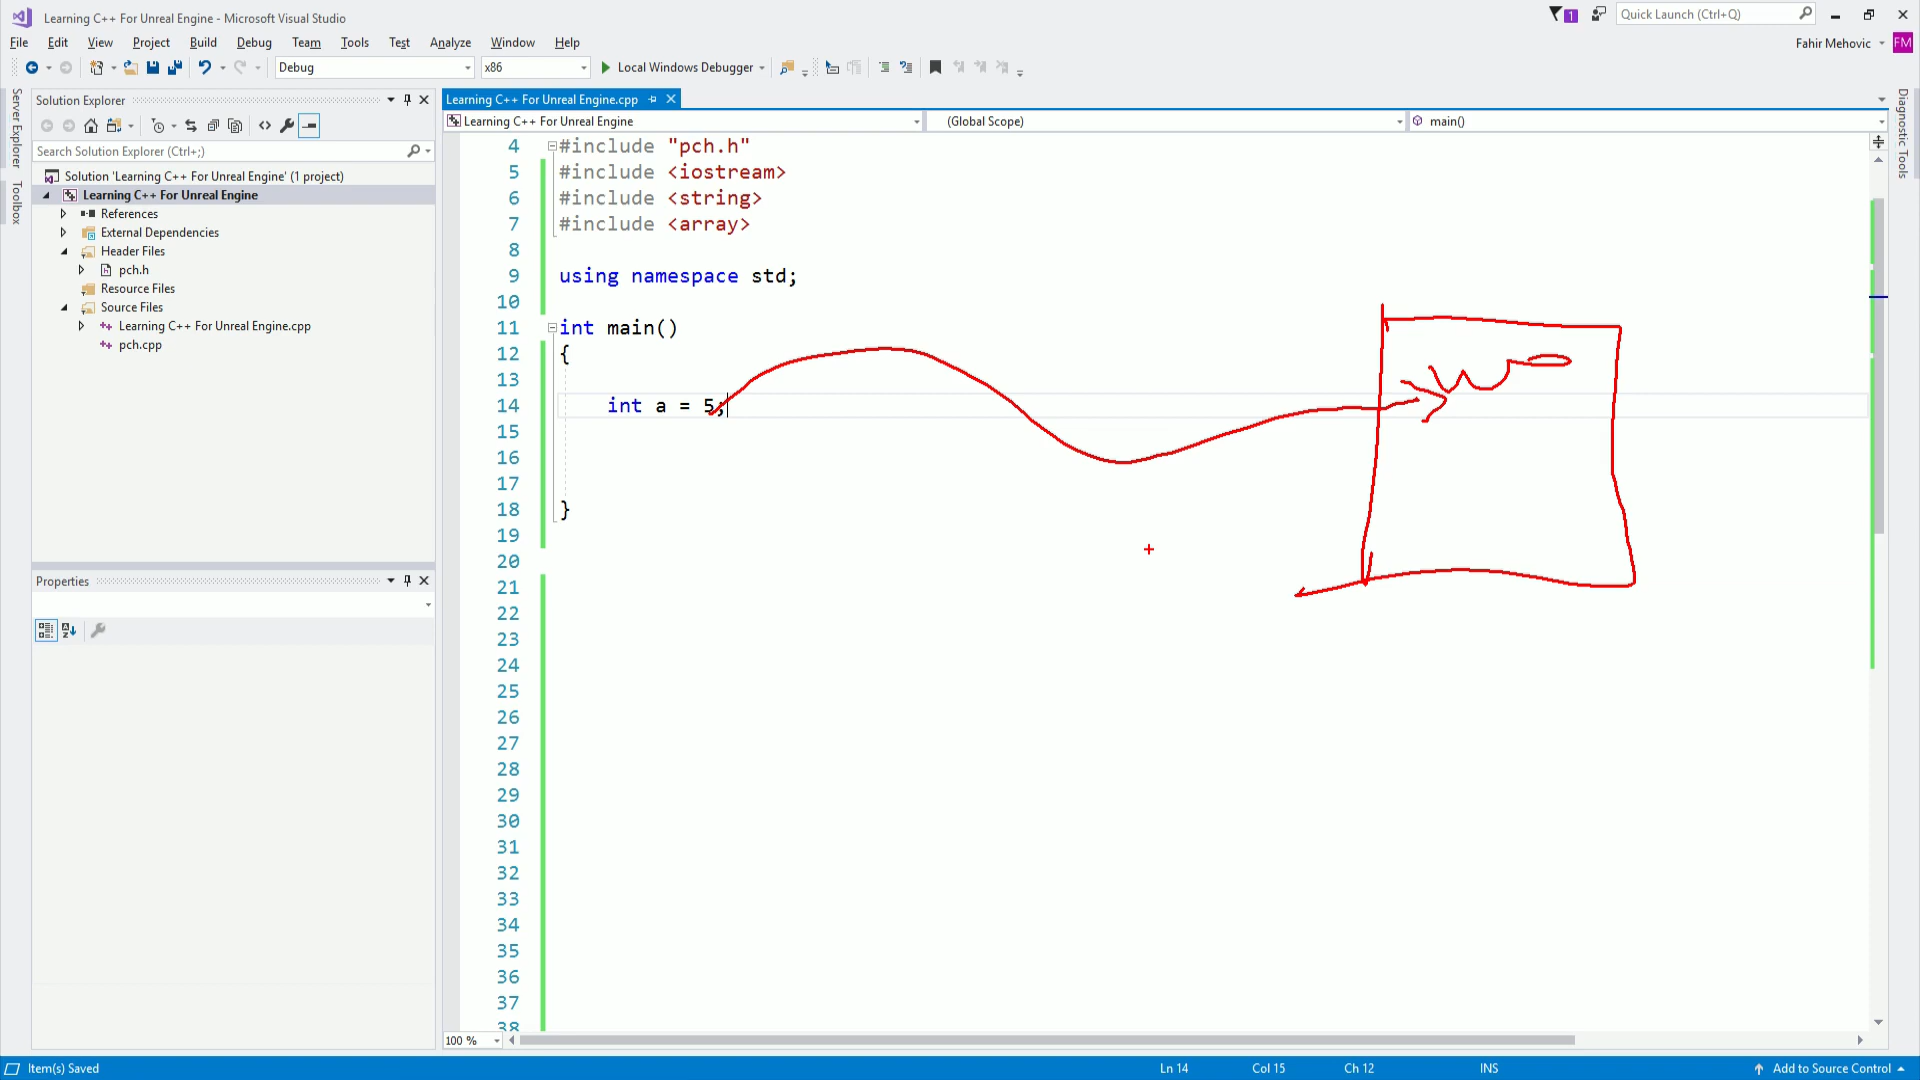 Learning C++ For Unreal Engine - Microsoft Visual Studio
1
Quick Launch (Ctrl+Q)
File Edit View Project Build Debug Team Tools Test Analyze Window Help
Fahir Mehovic FM
Debug x86 Local Windows Debugger
Server Explorer
Toolbox
Solution Explorer
Search Solution Explorer (Ctrl+;)
Solution 'Learning C++ For Unreal Engine' (1 project)
Learning C++ For Unreal Engine
References
External Dependencies
Header Files
pch.h
Resource Files
Source Files
Learning C++ For Unreal Engine.cpp
pch.cpp
Properties
Learning C++ For Unreal Engine.cpp
Learning C++ For Unreal Engine (Global Scope) main()
4 #include "pch.h"
5 #include <iostream>
6 #include <string>
7 #include <array>
8
9 using namespace std;
10
11 int main()
12 {
13
14 int a = 5;
15
16
17
18 }
19
20
21
22
23
24
25
26
27
28
29
30
31
32
33
34
35
36
37
38
100 %
Diagnostic Tools
Item(s) Saved Ln 14 Col 15 Ch 12 INS Add to Source Control